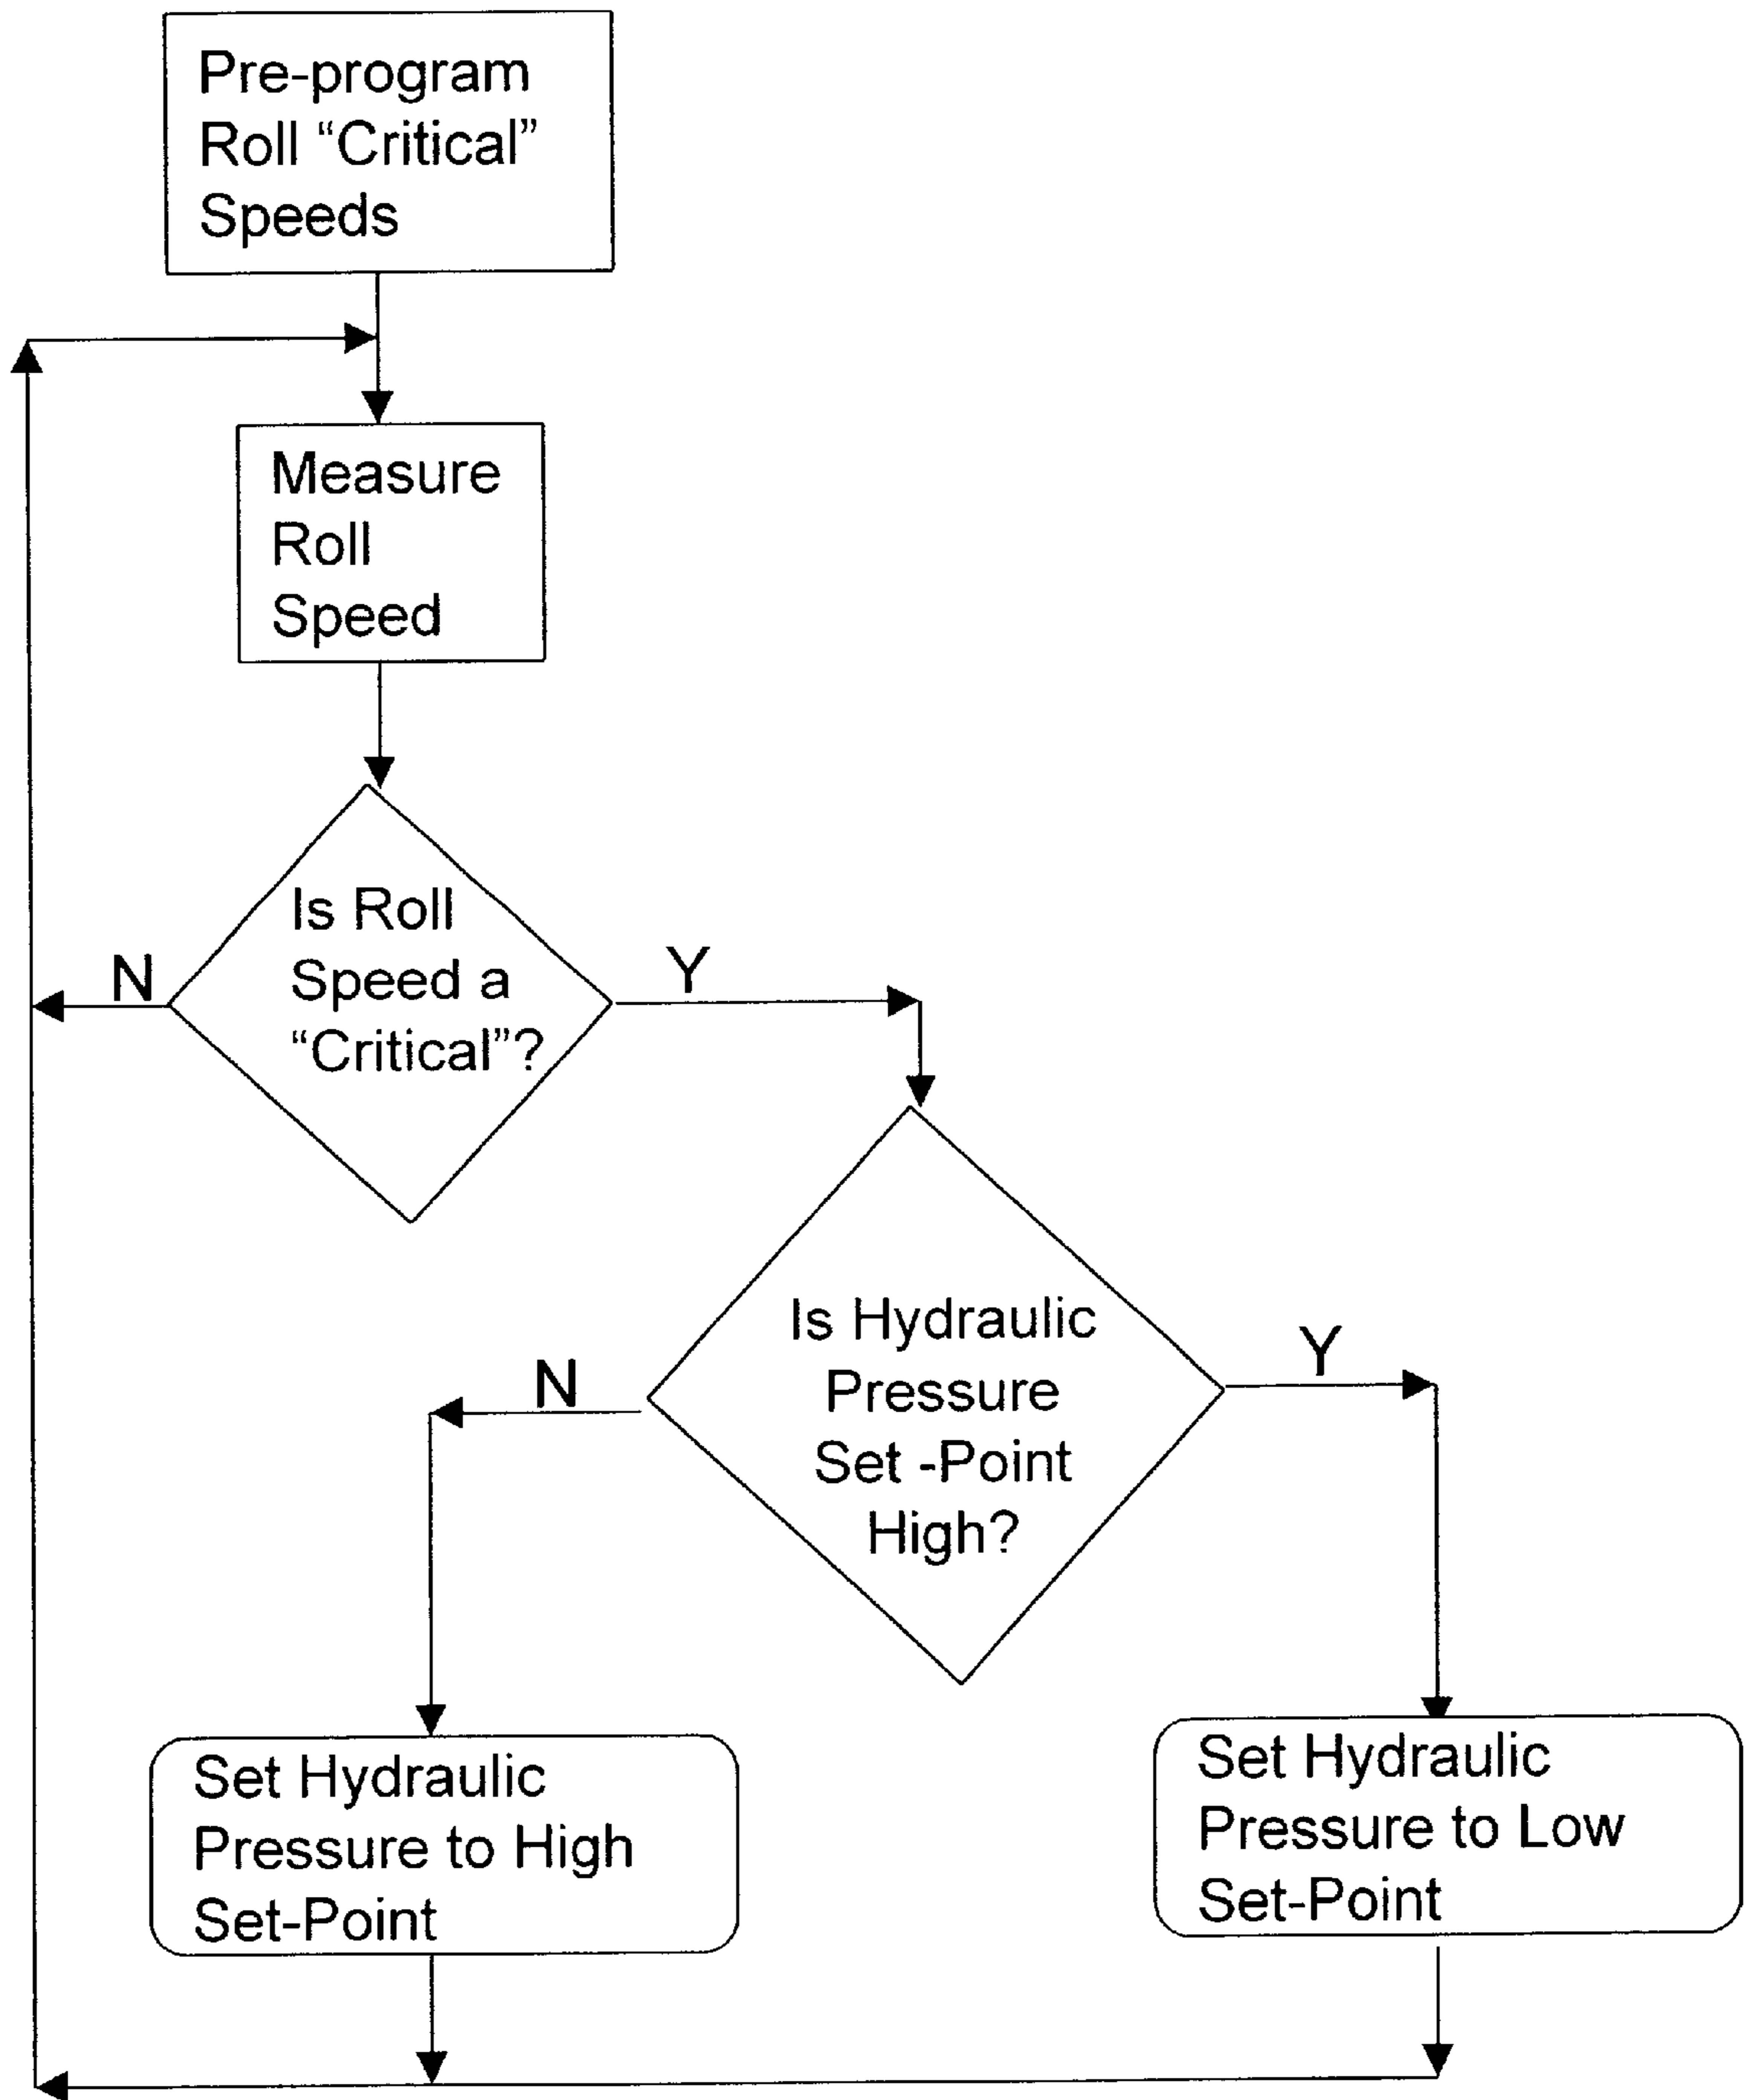 Pre-program
Roll “Critical”
Speeds
Measure
Roll
Speed
Is Roll
Speed a
“Critical”?
N
Y
Is Hydraulic
Pressure
Set -Point
High?
N
Y
Set Hydraulic
Pressure to High
Set-Point
Set Hydraulic
Pressure to Low
Set-Point